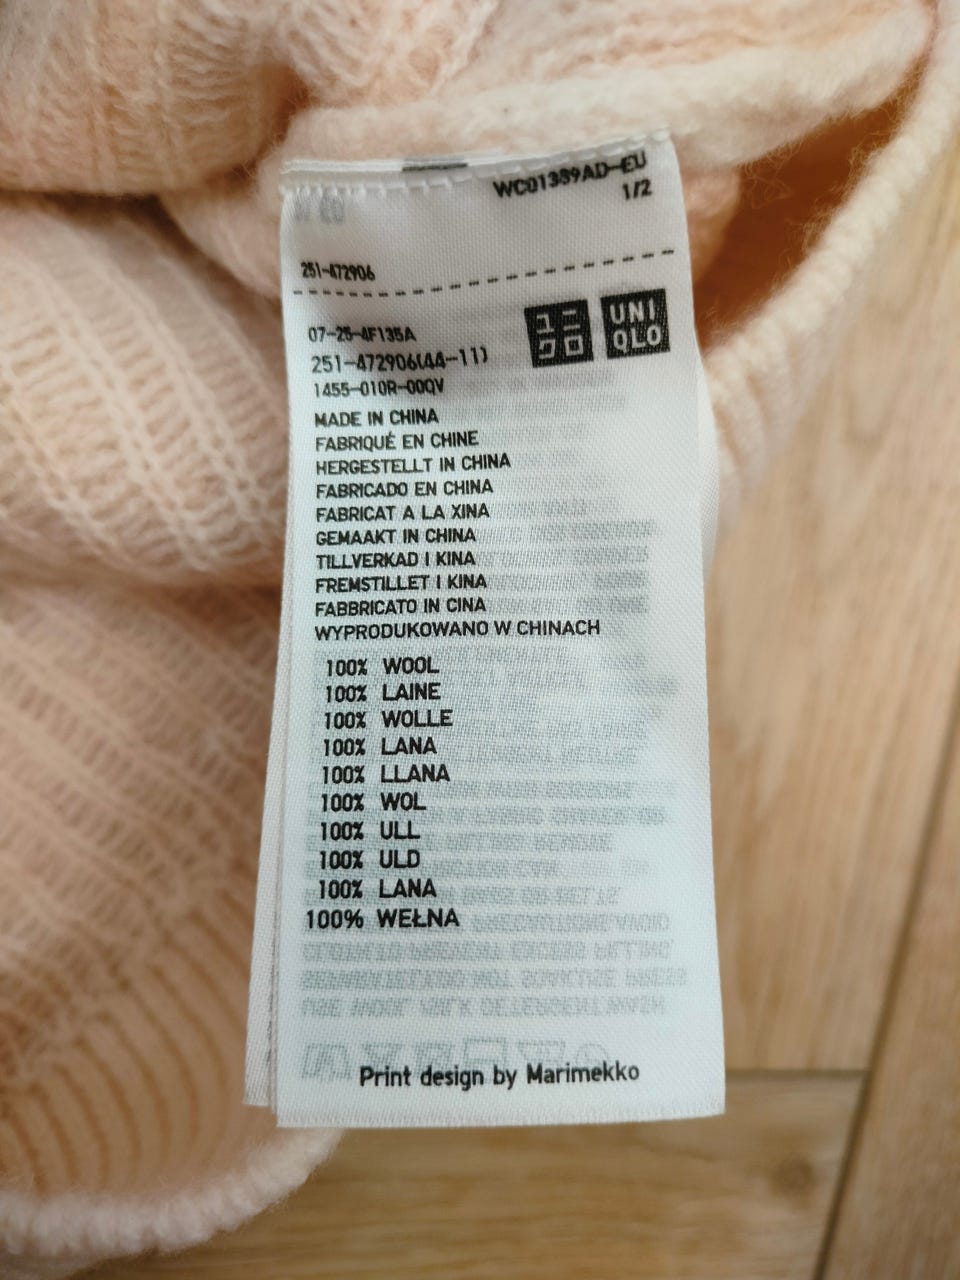 WC01389AD-EU
1/2
251-472906
07-25-4F135A
251-472906(44-11)
1455-010R-00QV
ユニ
クロ
UNI
QLO
MADE IN CHINA
FABRIQUÉ EN CHINE
HERGESTELLT IN CHINA
FABRICADO EN CHINA
FABRICAT A LA XINA
GEMAAKT IN CHINA
TILLVERKAD I KINA
FREMSTILLET I KINA
FABBRICATO IN CINA
WYPRODUKOWANO W CHINACH
100% WOOL
100% LAINE
100% WOLLE
100% LANA
100% LLANA
100% WOL
100% ULL
100% ULD
100% LANA
100% WEŁNA
Print design by Marimekko